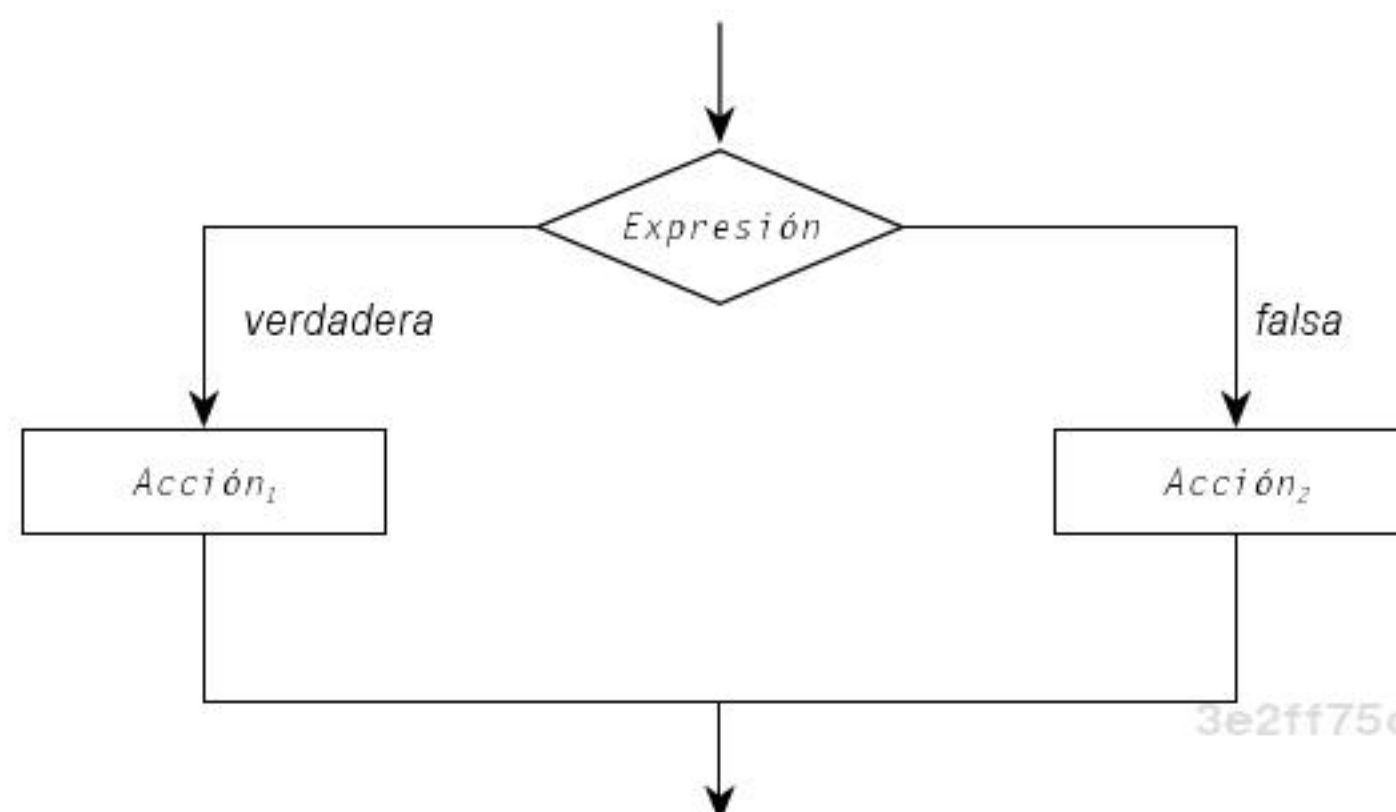 Expresión
verdadera
falsa
Acción₁
Acción₂